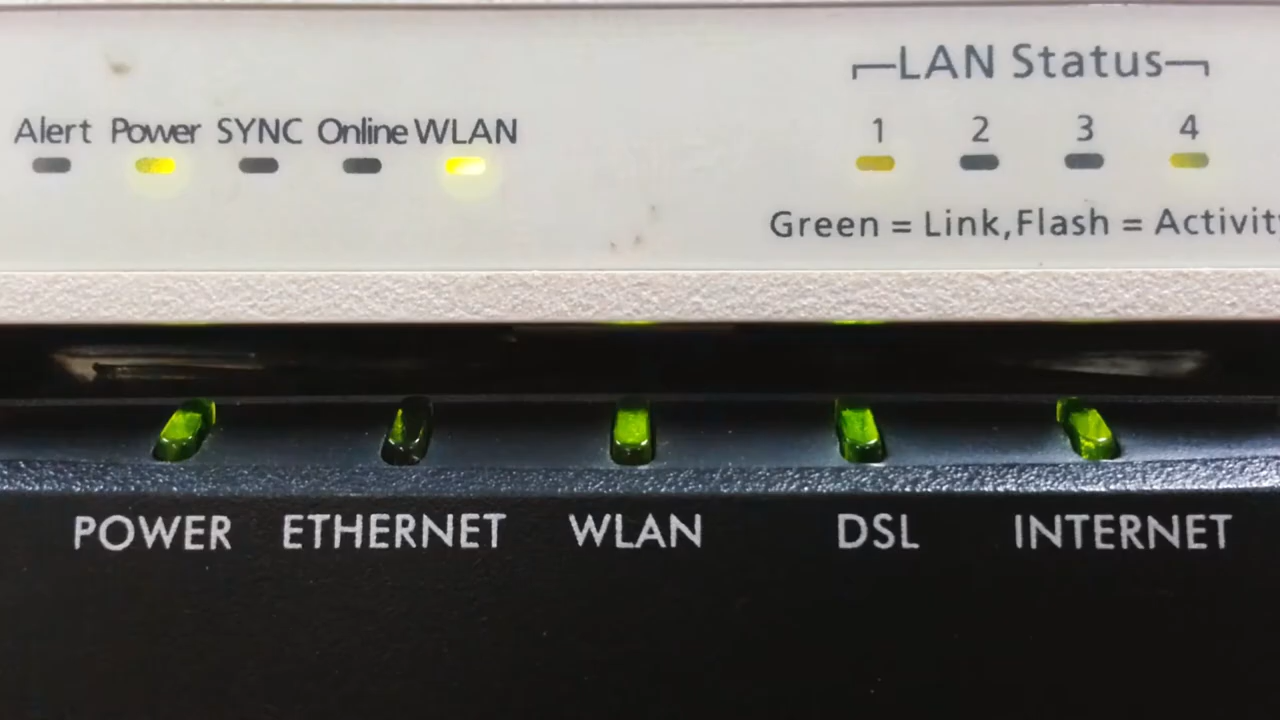 LAN Status
Alert Power SYNC Online WLAN 1 2 3 4
Green = Link, Flash = Activit
POWER ETHERNET WLAN DSL INTERNET